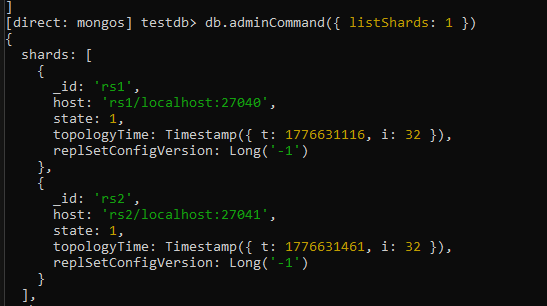 ]
[direct: mongos] testdb> db.adminCommand({ listShards: 1 })
{
  shards: [
    {
      _id: 'rs1',
      host: 'rs1/localhost:27040',
      state: 1,
      topologyTime: Timestamp({ t: 1776631116, i: 32 }),
      replSetConfigVersion: Long('-1')
    },
    {
      _id: 'rs2',
      host: 'rs2/localhost:27041',
      state: 1,
      topologyTime: Timestamp({ t: 1776631461, i: 32 }),
      replSetConfigVersion: Long('-1')
    }
  ],